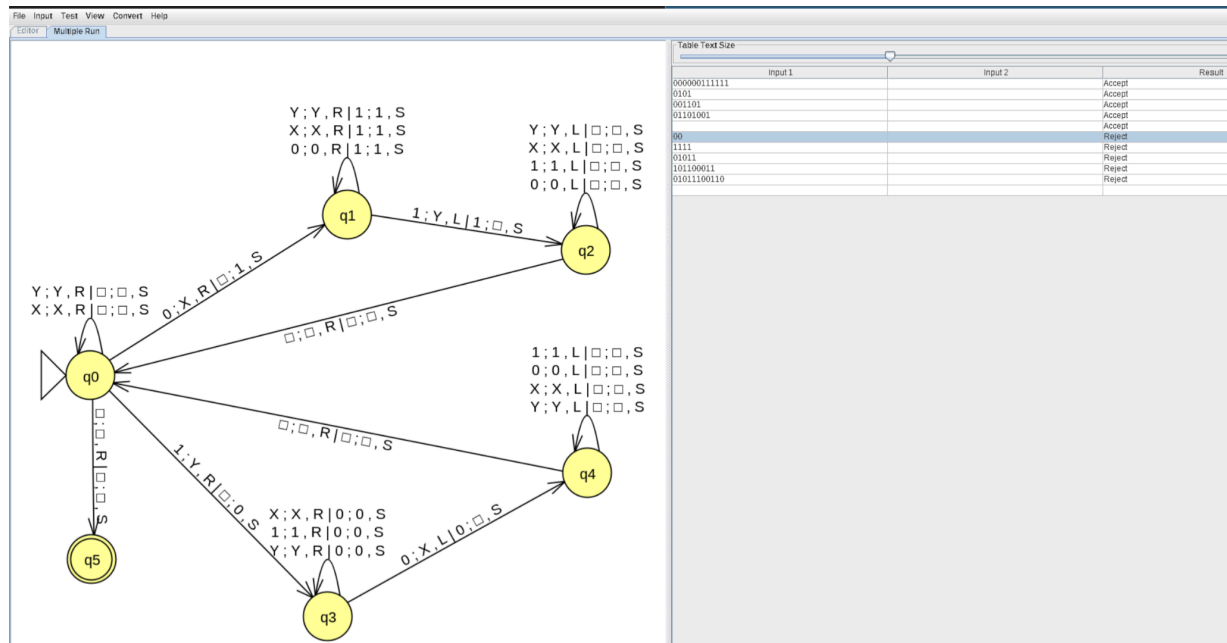 File Input Test View Convert Help
Editor Multiple Run
Table Text Size
Input 1 Input 2 Result
000000111111 Accept
0101 Accept
001101 Accept
01101001 Accept
Accept
00 Reject
1111 Reject
01011 Reject
101100011 Reject
01011100110 Reject
Y;Y,R|1;1,S
X;X,R|1;1,S
0;0,R|1;1,S
q1
Y;Y,L|□;□,S
X;X,L|□;□,S
1;1,L|□;□,S
0;0,L|□;□,S
q2
1;Y,L|1;□,S
0;X,R|□;1,S
□;□,R|□;□,S
Y;Y,R|□;□,S
X;X,R|□;□,S
q0
1;1,L|□;□,S
0;0,L|□;□,S
X;X,L|□;□,S
Y;Y,L|□;□,S
q4
□;□,R|□;□,S
□;□,R|□;□,S
1;Y,R|□;0,S
X;X,R|0;0,S
1;1,R|0;0,S
Y;Y,R|0;0,S
0;X,L|0;□,S
q5
q3